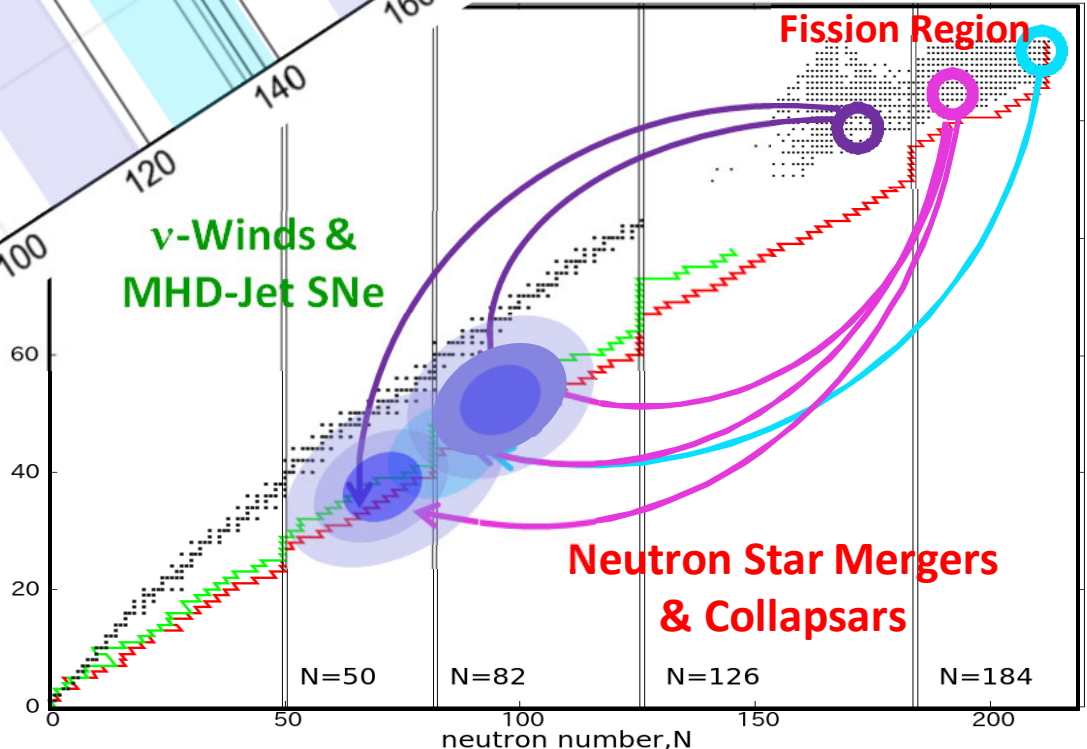 160
140
120
100
Fission Region
ν-Winds &
MHD-Jet SNe
60
40
20
0
Neutron Star Mergers
& Collapsars
N=50
N=82
N=126
N=184
0
50
100
150
200
neutron number,N